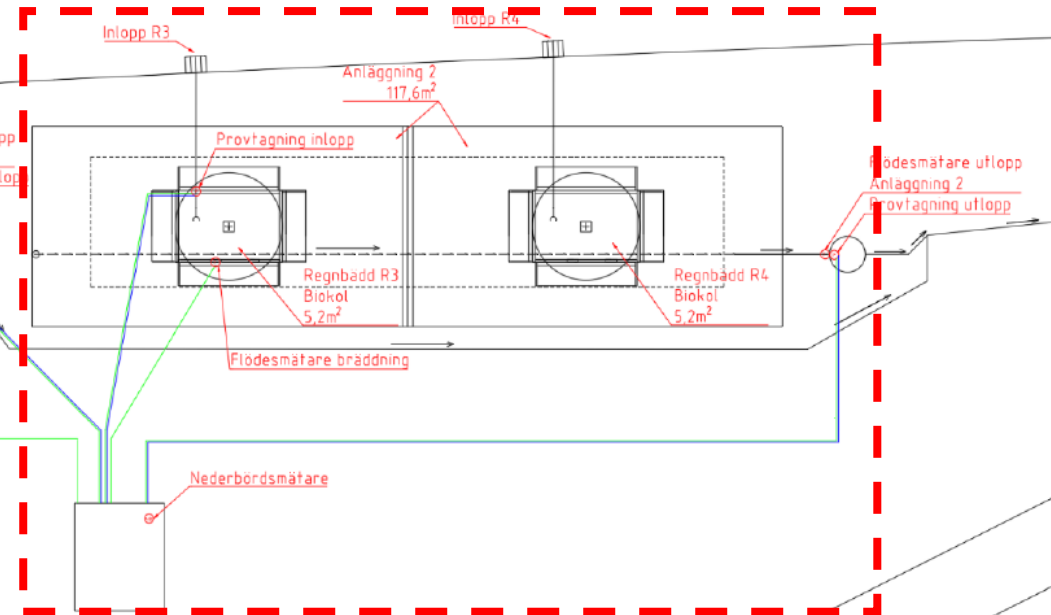 Inlopp R3
Inlopp R4
Anläggning 2
117,6m²
Provtagning inlopp
Flödesmätare utlopp
Anläggning 2
Provtagning utlopp
Regnbädd R3
Biokol
5,2m²
Regnbädd R4
Biokol
5,2m²
Flödesmätare bräddning
Nederbördsmätare